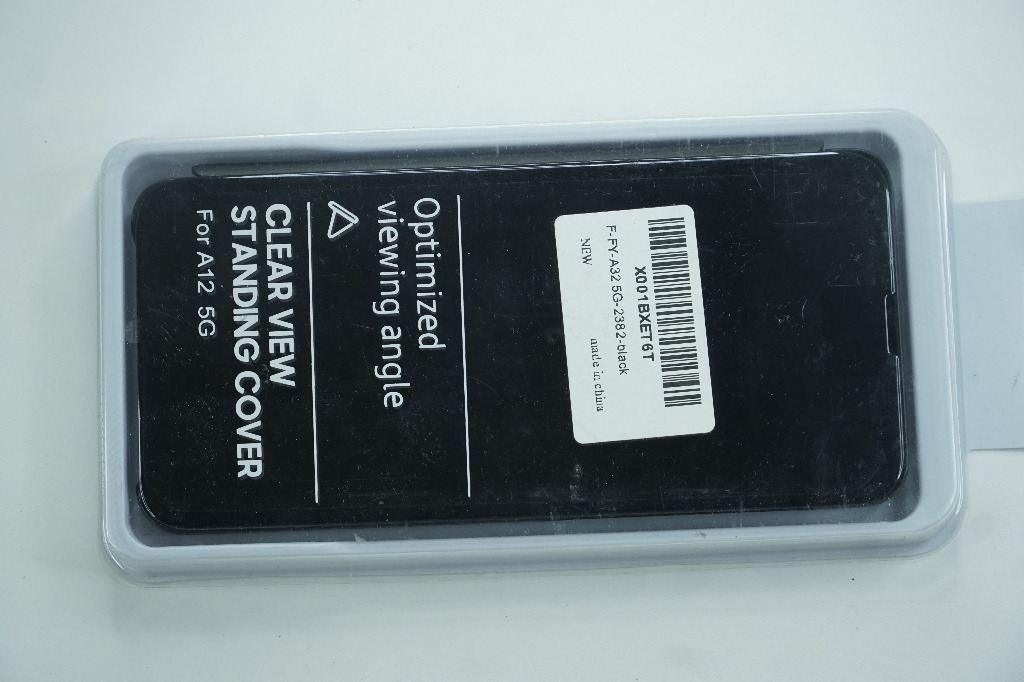 Optimized
viewing angle
CLEAR VIEW
STANDING COVER
For A12 5G
X001BXET6T
F-FY-A32 5G-2382-black
NEW
made in china